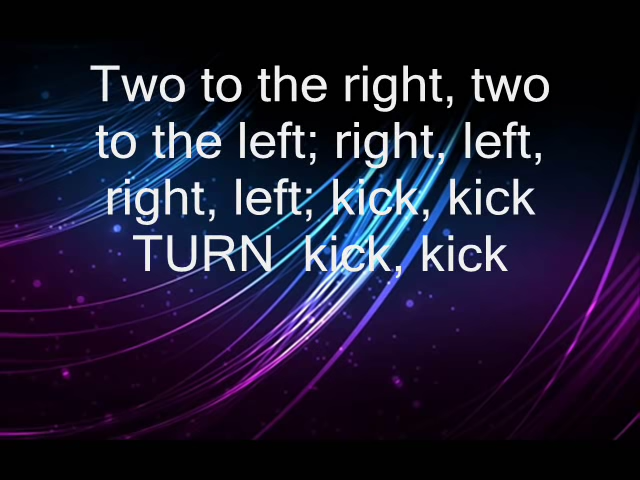 Two to the right, two
to the left; right, left,
right, left; kick, kick
TURN  kick, kick